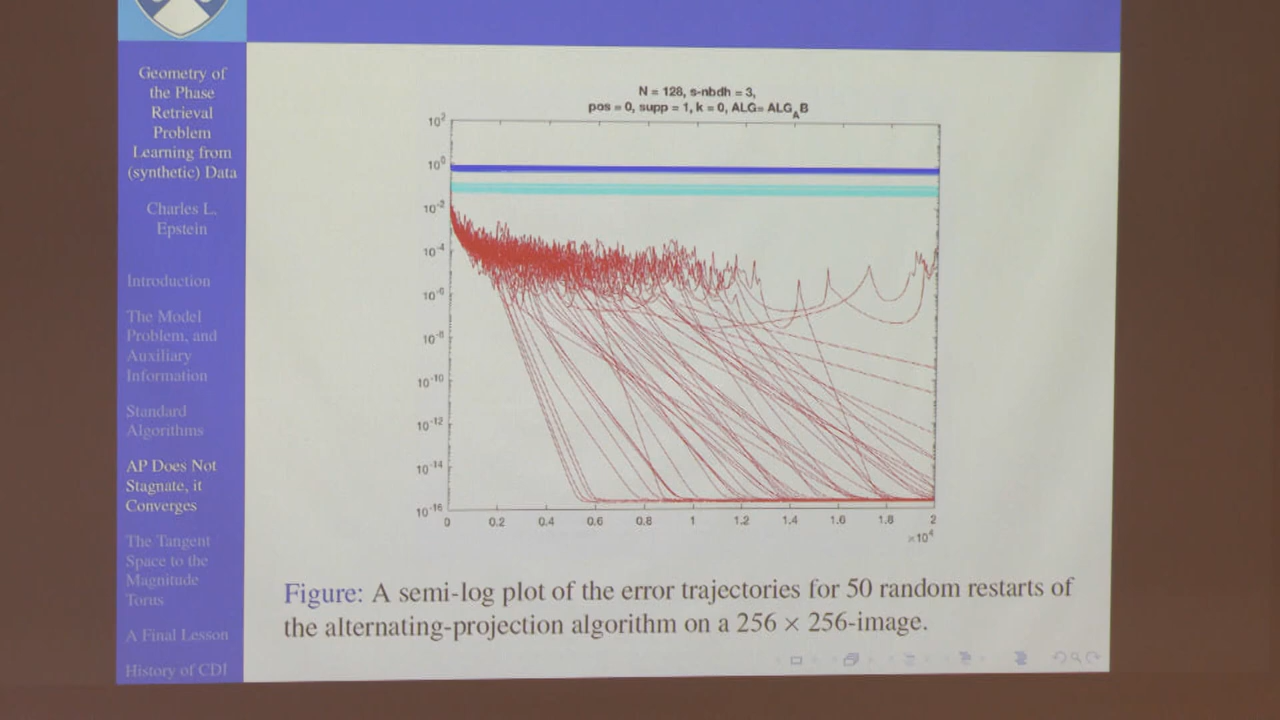 Geometry of
the Phase
Retrieval
Problem
Learning from
(synthetic) Data
Charles L.
Epstein
Introduction
The Model
Problem, and
Auxiliary
Information
Standard
Algorithms
AP Does Not
Stagnate, it
Converges
The Tangent
Space to the
Magnitude
Torus
A Final Lesson
History of CDI
N = 128, s-nbdh = 3,
pos = 0, supp = 1, k = 0, ALG= ALG_AB
10^2
10^0
10^-2
10^-4
10^-6
10^-8
10^-10
10^-12
10^-14
10^-16
0 0.2 0.4 0.6 0.8 1 1.2 1.4 1.6 1.8 2
×10^4
Figure: A semi-log plot of the error trajectories for 50 random restarts of
the alternating-projection algorithm on a 256 × 256-image.